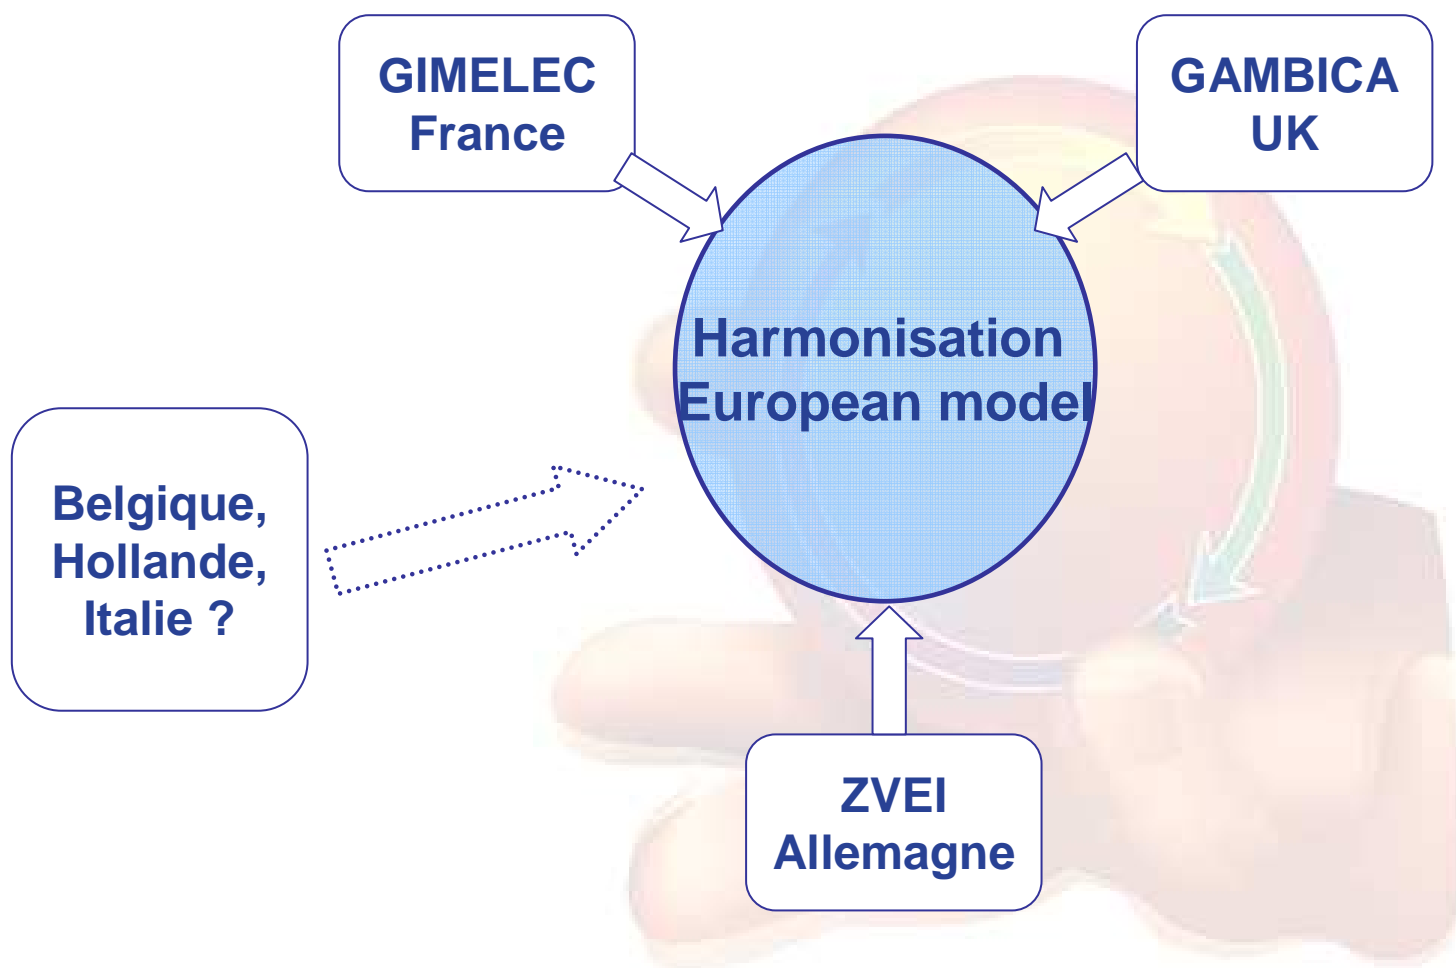 GIMELEC
France
GAMBICA
UK
Harmonisation
European model
Belgique,
Hollande,
Italie ?
ZVEI
Allemagne